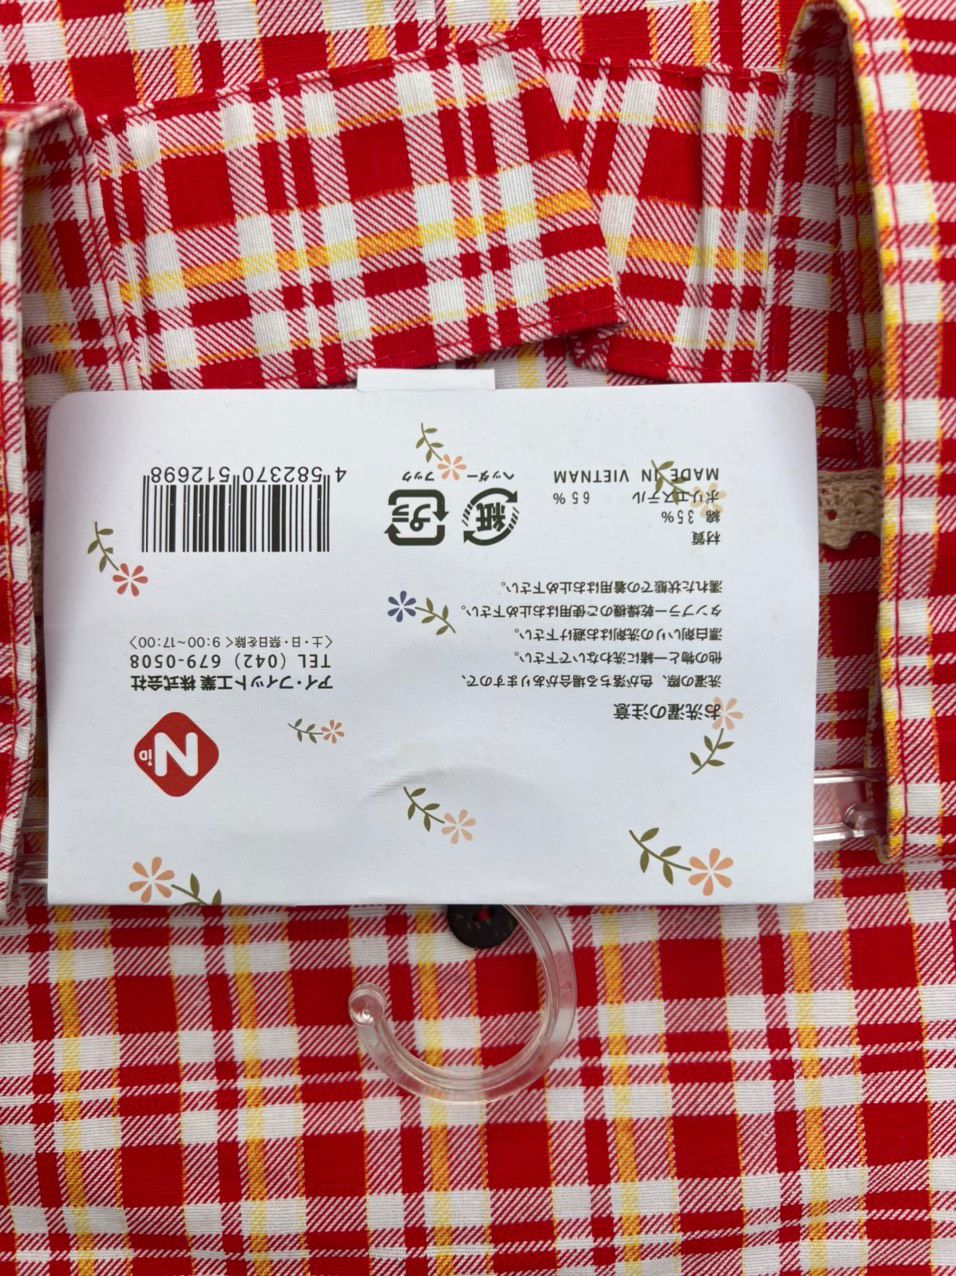 お洗濯の注意
洗濯の際、色が落ちる場合がありますので、
他の物と一緒に洗わないで下さい。
漂白剤入りの洗剤はお避け下さい。
タンブラー乾燥機のご使用はお止め下さい。
濡れた状態での着用はお止め下さい。
材質
綿 35%
ポリエステル 65%
MADE IN VIETNAM
紙
ヘッダー
プラ
フック
N
iD
アイ・フィット工業株式会社
TEL (042) 679-0508
〈土・日・祭日を除く9:00~17:00〉
4 582370 512698